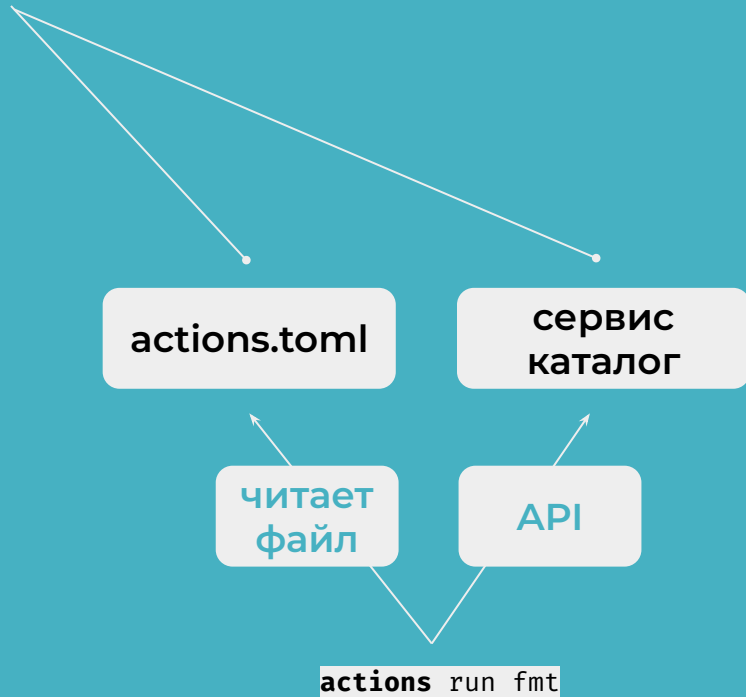 actions.toml
сервис
каталог
читает
файл
API
actions run fmt